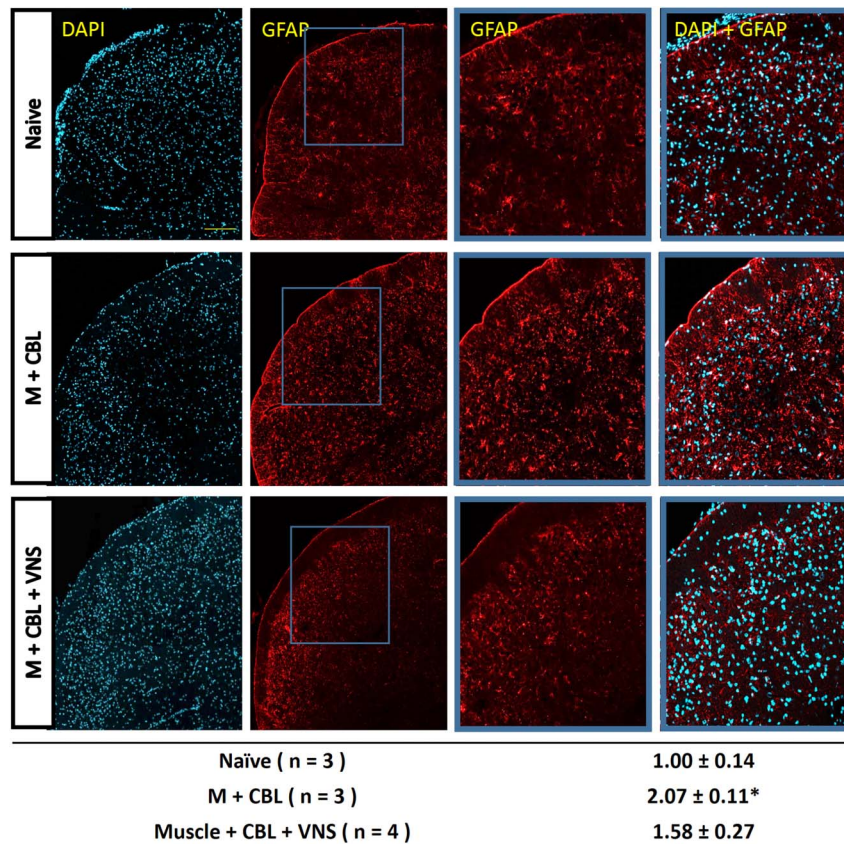 DAPI GFAP GFAP DAPI + GFAP
Naive
M + CBL
M + CBL + VNS
Naïve ( n = 3 ) 1.00 ± 0.14
M + CBL ( n = 3 ) 2.07 ± 0.11*
Muscle + CBL + VNS ( n = 4 ) 1.58 ± 0.27